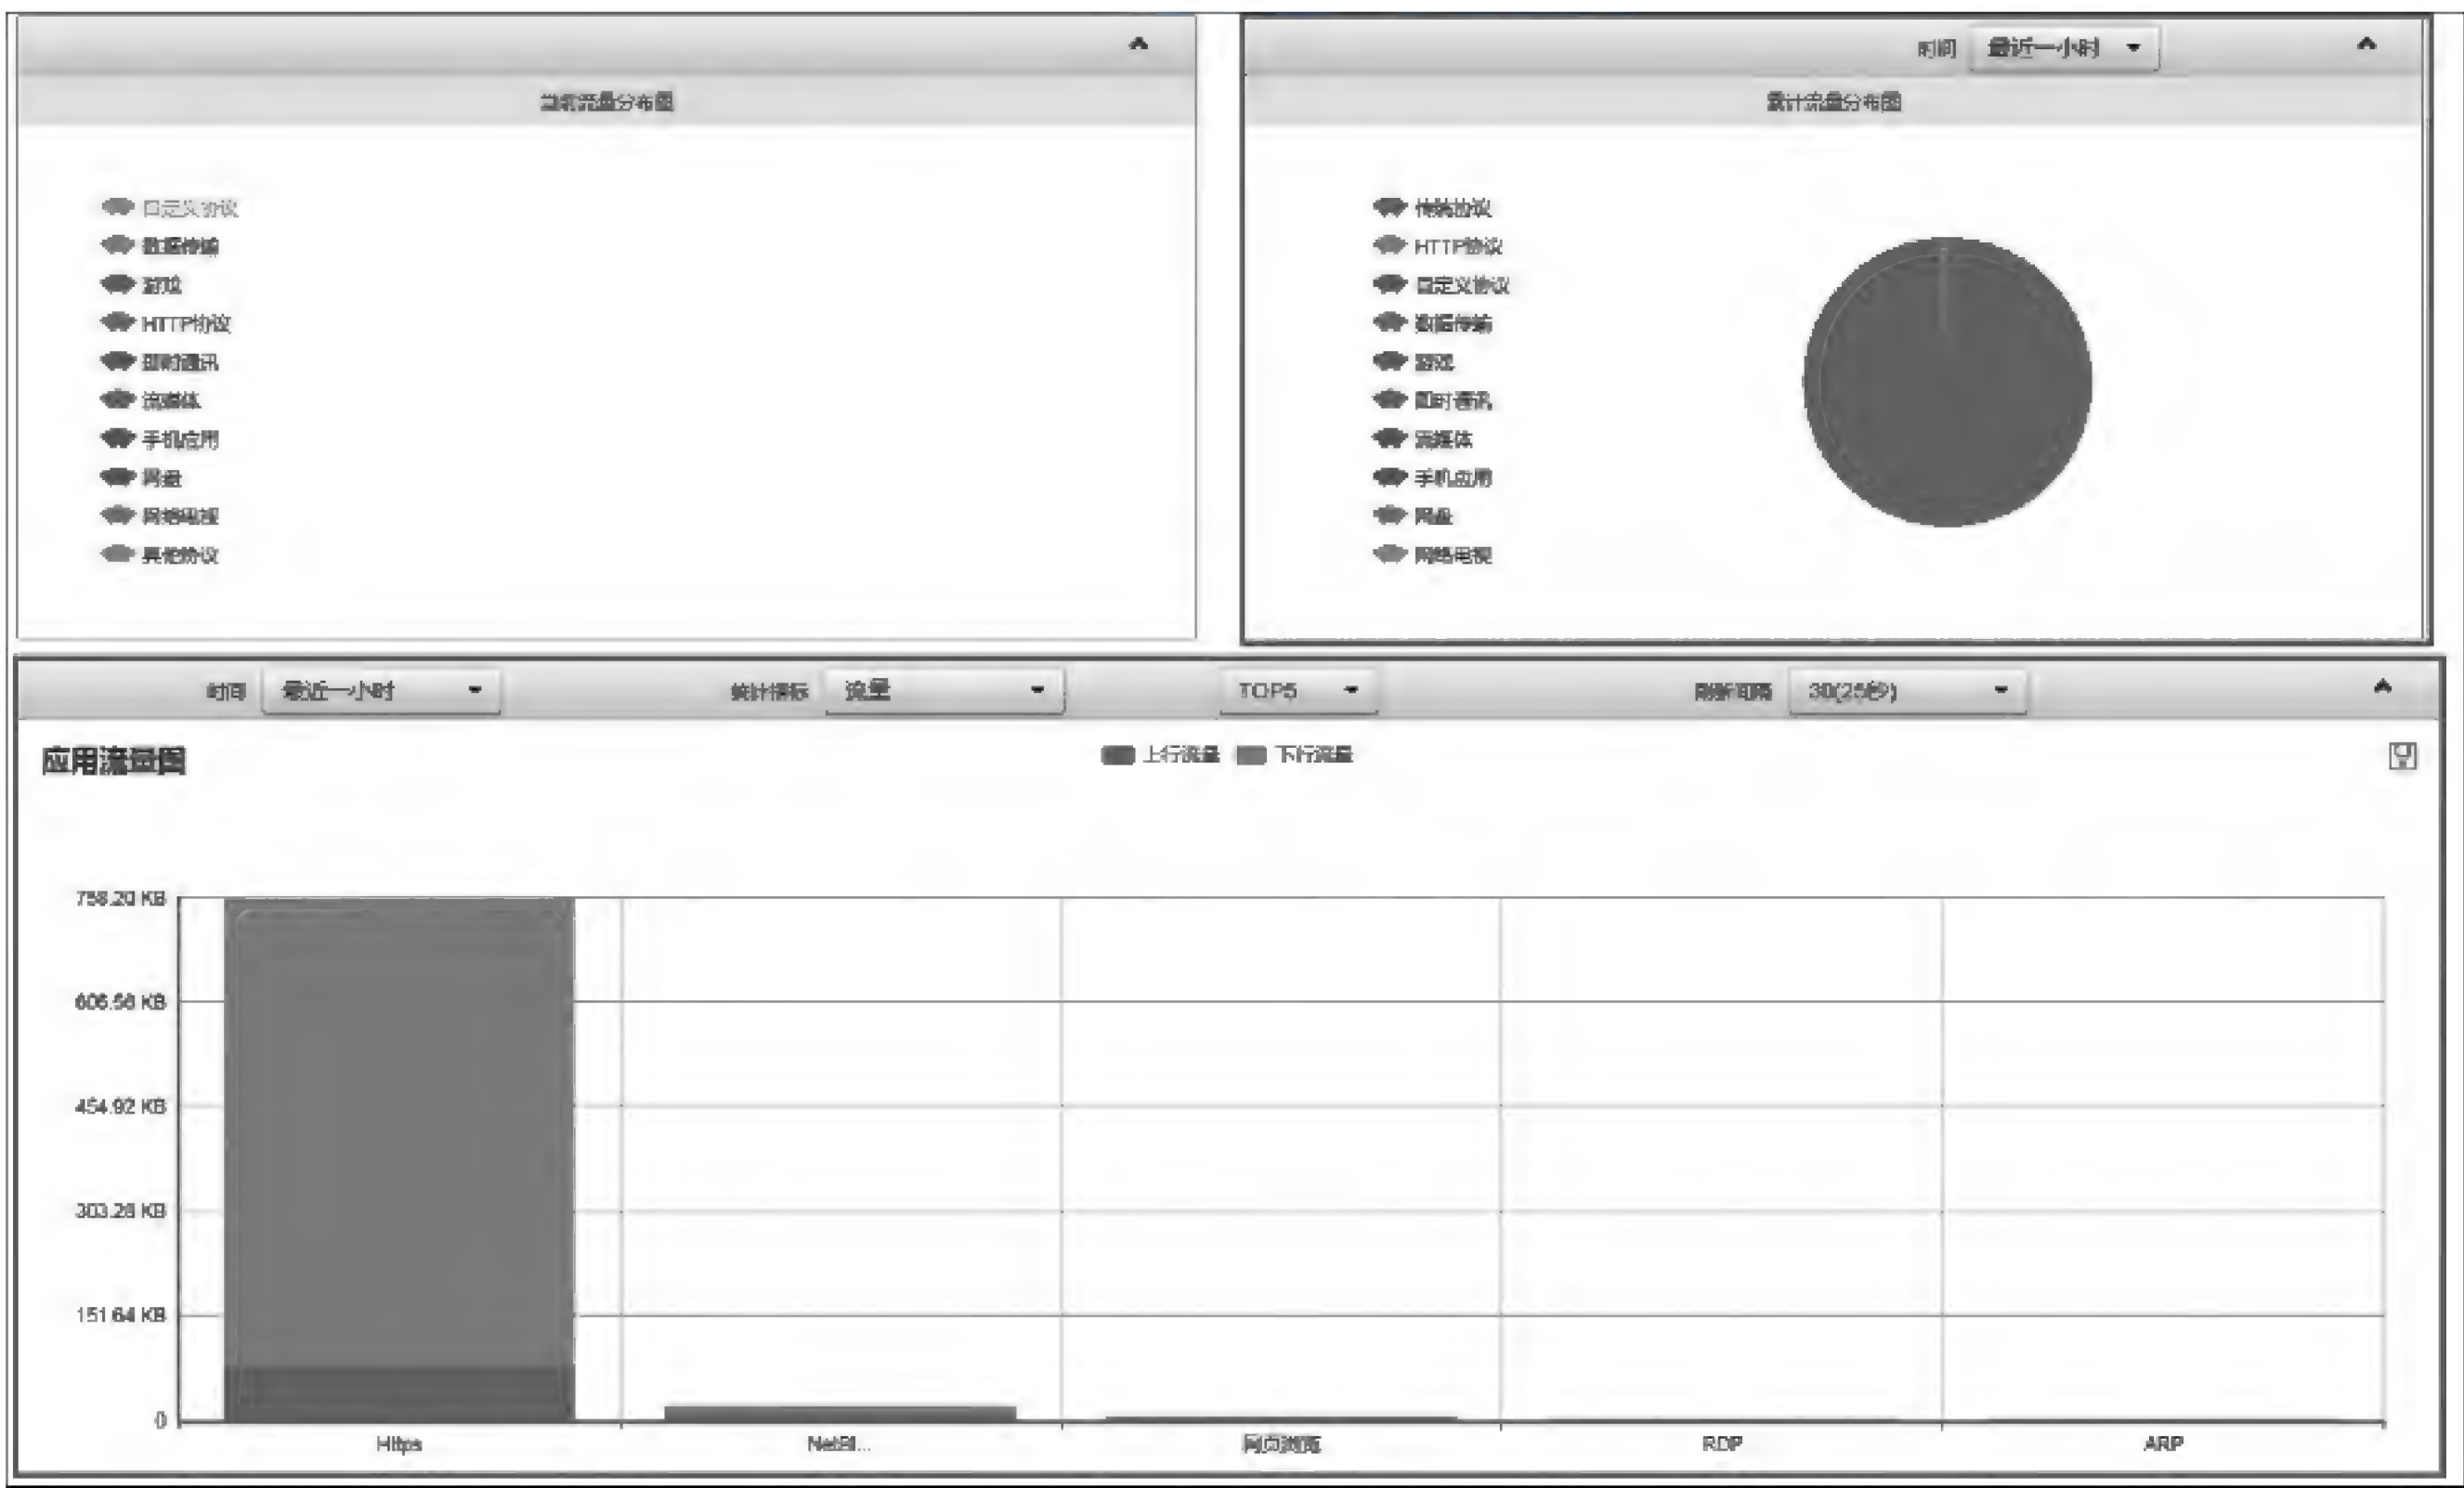 时间 最近一小时
当前流量分布图
累计流量分布图
自定义协议
数据传输
游戏
HTTP协议
即时通讯
流媒体
手机应用
网盘
网络电视
其他协议
传输协议
HTTP协议
自定义协议
数据传输
游戏
即时通讯
流媒体
手机应用
网盘
网络电视
时间 最近一小时 统计指标 流量 TOP5 刷新间隔 30(25秒)
应用流量图
上行流量 下行流量
758.20 KB
606.56 KB
454.92 KB
303.28 KB
151.64 KB
0
Https NetBI... 网页浏览 RDP ARP